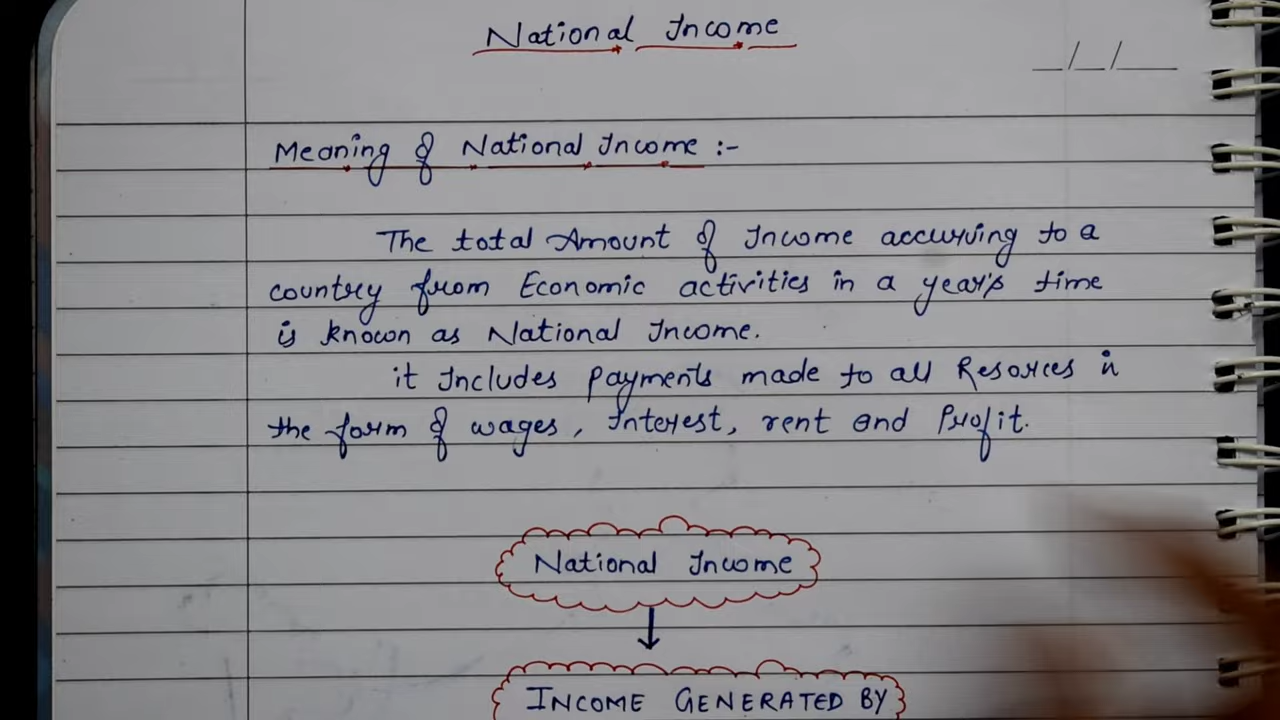 National Income
_/_/__
Meaning of National Income :-
The total Amount of Income accuring to a
country from Economic activities in a year's time
is known as National Income.
it Includes payments made to all Resorces in
the form of wages, Interest, rent and Profit.
National Income
INCOME GENERATED BY